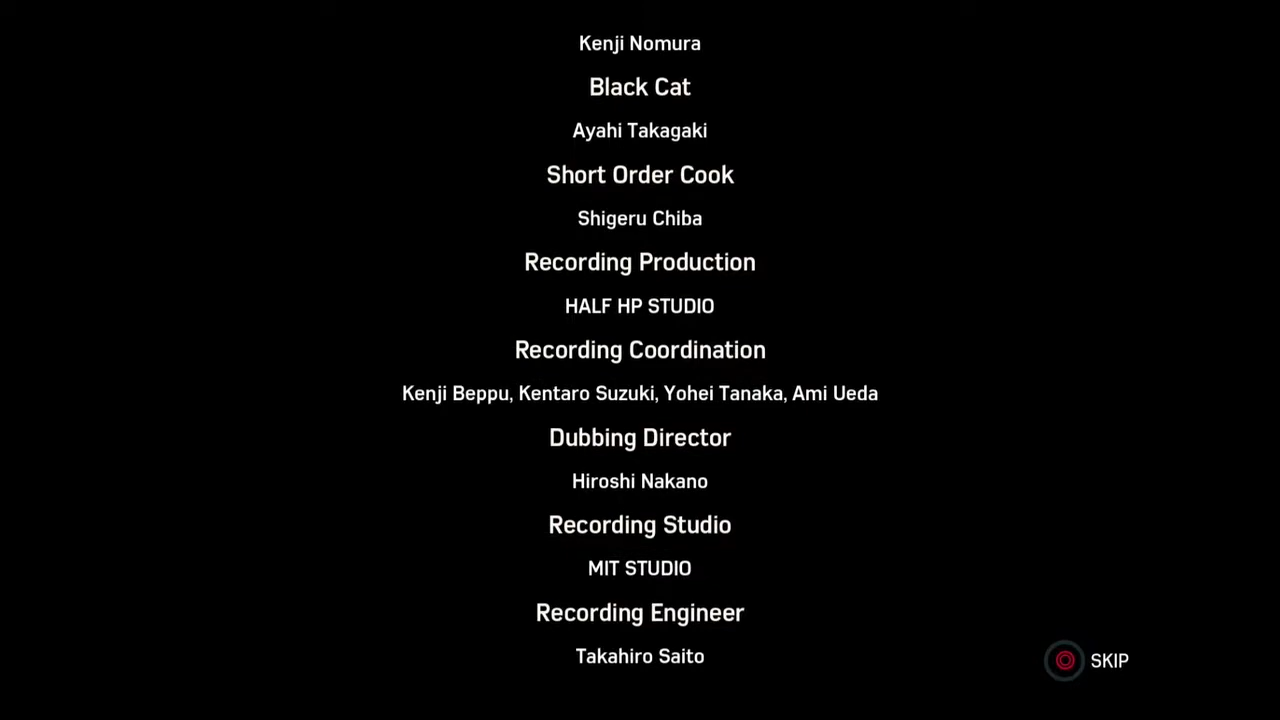 Kenji Nomura
Black Cat
Ayahi Takagaki
Short Order Cook
Shigeru Chiba
Recording Production
HALF HP STUDIO
Recording Coordination
Kenji Beppu, Kentaro Suzuki, Yohei Tanaka, Ami Ueda
Dubbing Director
Hiroshi Nakano
Recording Studio
MIT STUDIO
Recording Engineer
Takahiro Saito
SKIP